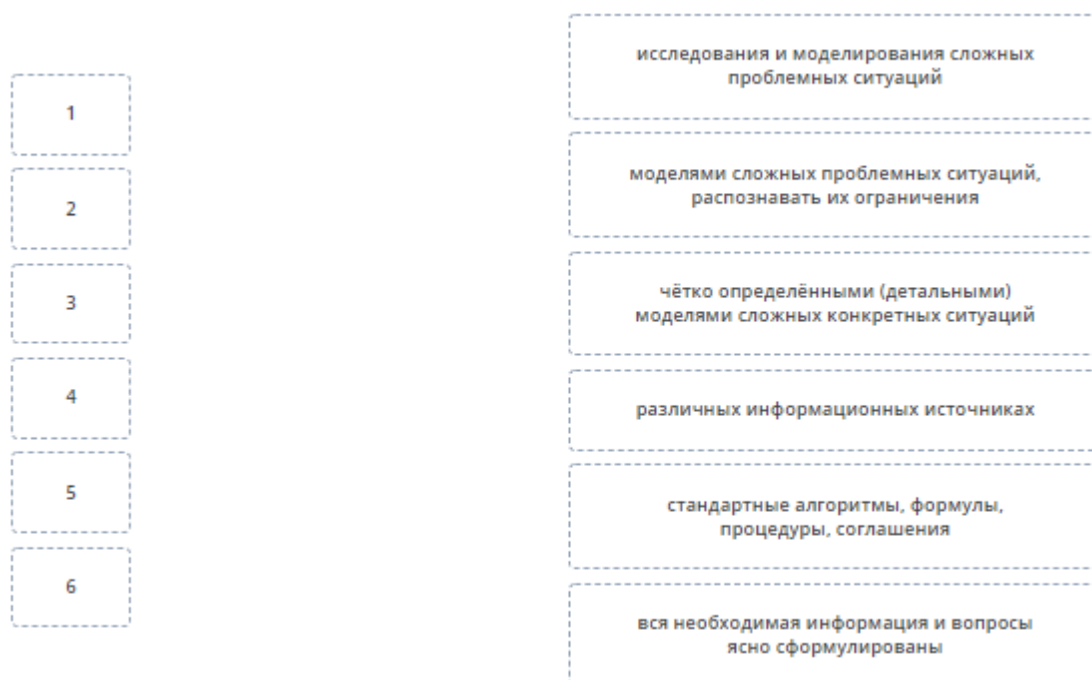 1
2
3
4
5
6
исследования и моделирования сложных
проблемных ситуаций
моделями сложных проблемных ситуаций,
распознавать их ограничения
чётко определёнными (детальными)
моделями сложных конкретных ситуаций
различных информационных источниках
стандартные алгоритмы, формулы,
процедуры, соглашения
вся необходимая информация и вопросы
ясно сформулированы